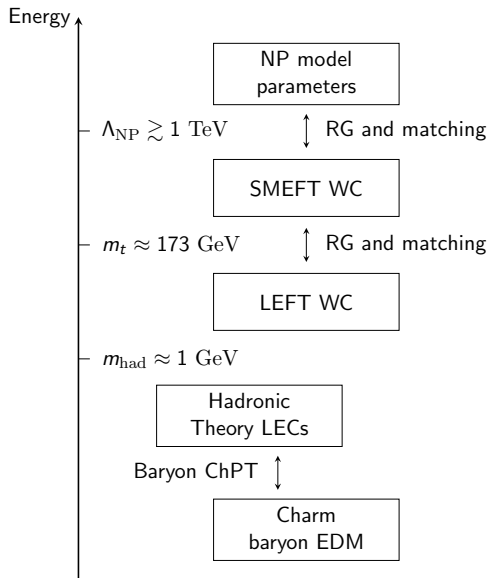 Energy
NP model
parameters
Λ_NP ≳ 1 TeV
RG and matching
SMEFT WC
m_t ≈ 173 GeV
RG and matching
LEFT WC
m_had ≈ 1 GeV
Hadronic
Theory LECs
Baryon ChPT
Charm
baryon EDM